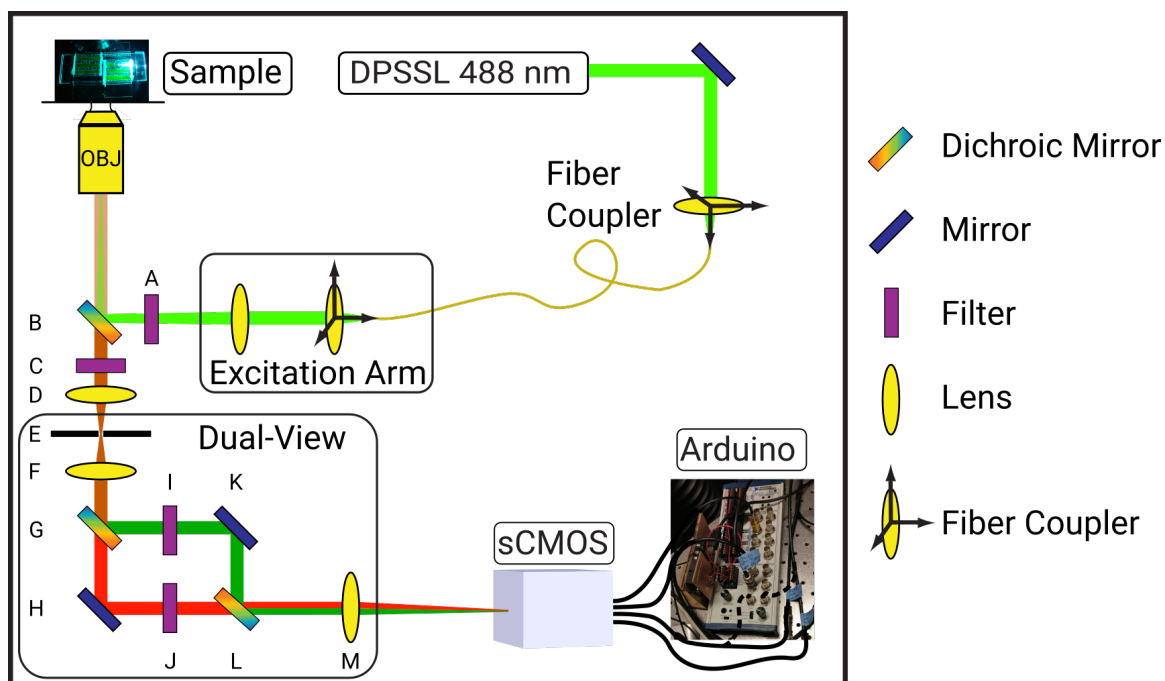 Sample
DPSSL 488 nm
OBJ
Fiber
Coupler
A
B
Excitation Arm
C
D
E
Dual-View
F
I
K
G
H
J
L
M
sCMOS
Arduino
Dichroic Mirror
Mirror
Filter
Lens
Fiber Coupler